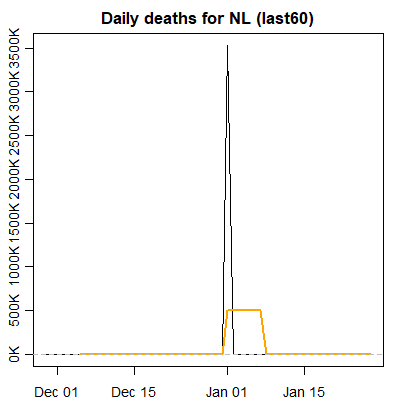 Daily deaths for NL (last60)
3500K
3000K
2500K
2000K
1500K
1000K
500K
0K
Dec 01 Dec 15 Jan 01 Jan 15